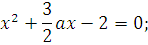 x² + 3/2 ax − 2 = 0;